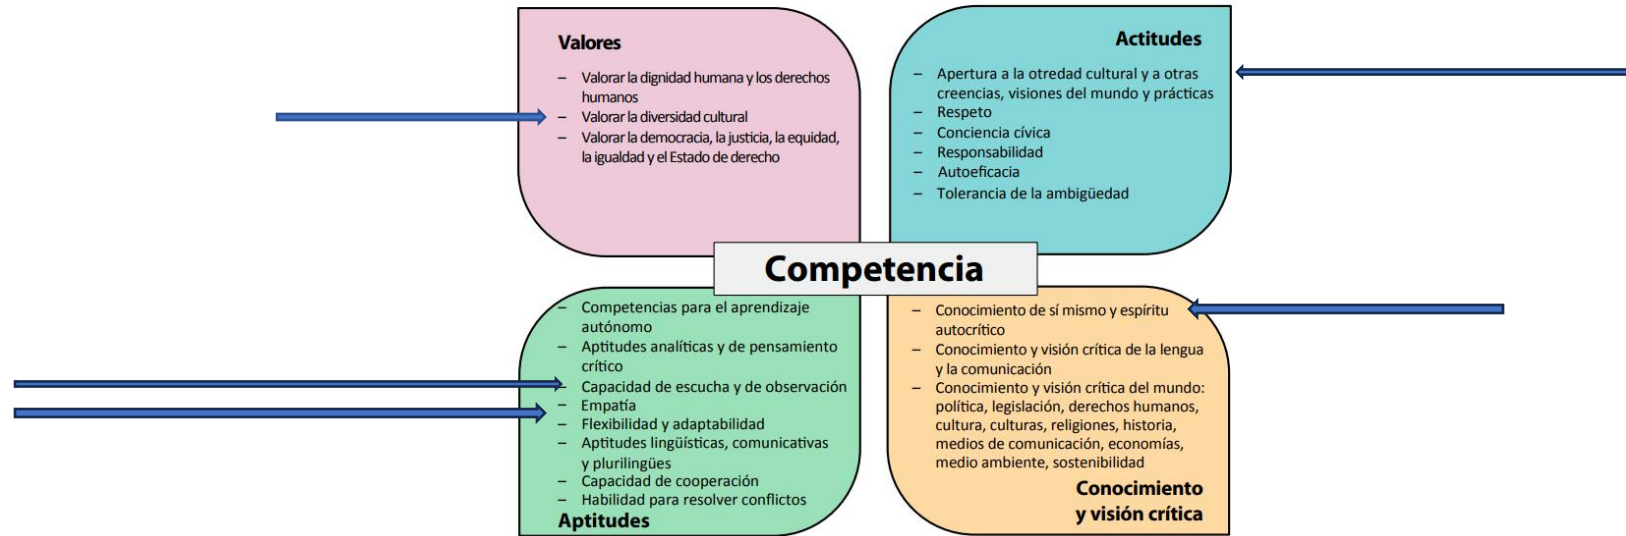 Valores
– Valorar la dignidad humana y los derechos
humanos
– Valorar la diversidad cultural
– Valorar la democracia, la justicia, la equidad,
la igualdad y el Estado de derecho
Actitudes
– Apertura a la otredad cultural y a otras
creencias, visiones del mundo y prácticas
– Respeto
– Conciencia cívica
– Responsabilidad
– Autoeficacia
– Tolerancia de la ambigüedad
Competencia
– Competencias para el aprendizaje
autónomo
– Aptitudes analíticas y de pensamiento
crítico
– Capacidad de escucha y de observación
– Empatía
– Flexibilidad y adaptabilidad
– Aptitudes lingüísticas, comunicativas
y plurilingües
– Capacidad de cooperación
– Habilidad para resolver conflictos
Aptitudes
– Conocimiento de sí mismo y espíritu
autocrítico
– Conocimiento y visión crítica de la lengua
y la comunicación
– Conocimiento y visión crítica del mundo:
política, legislación, derechos humanos,
cultura, culturas, religiones, historia,
medios de comunicación, economías,
medio ambiente, sostenibilidad
Conocimiento
y visión crítica